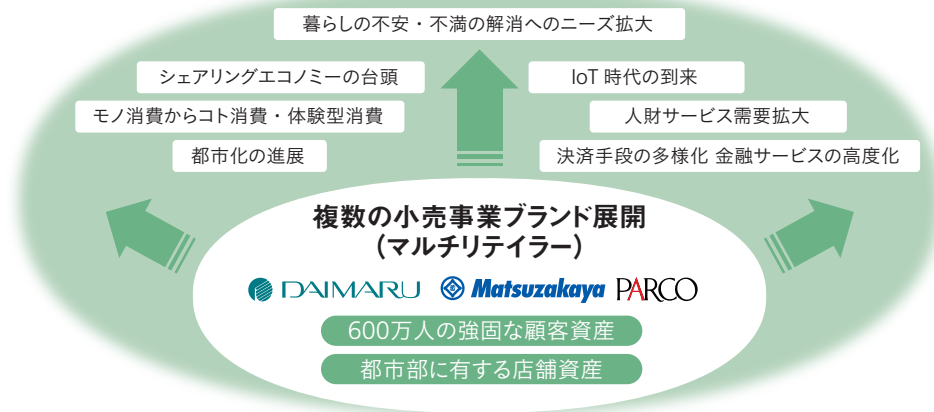 暮らしの不安・不満の解消へのニーズ拡大
シェアリングエコノミーの台頭
IoT 時代の到来
モノ消費からコト消費・体験型消費
人財サービス需要拡大
都市化の進展
決済手段の多様化 金融サービスの高度化
複数の小売事業ブランド展開
(マルチリテイラー)
DAIMARU Matsuzakaya PARCO
600万人の強固な顧客資産
都市部に有する店舗資産